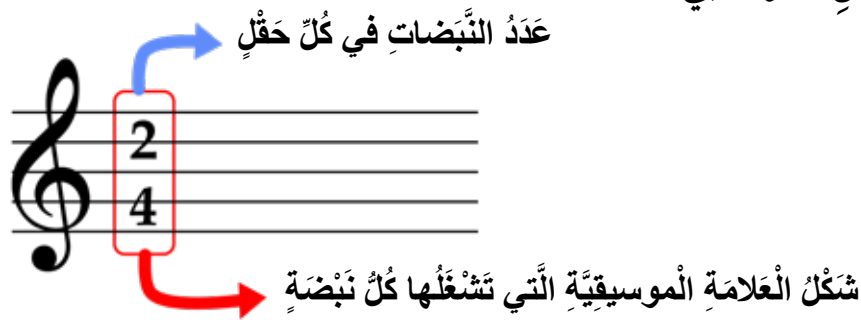 عَدَدُ النَّبَضاتِ في كُلِّ حَقْلٍ
2
4
شَكْلُ الْعَلامَةِ الْموسيقِيَّةِ الَّتي تَشْغَلُها كُلُّ نَبْضَةٍ